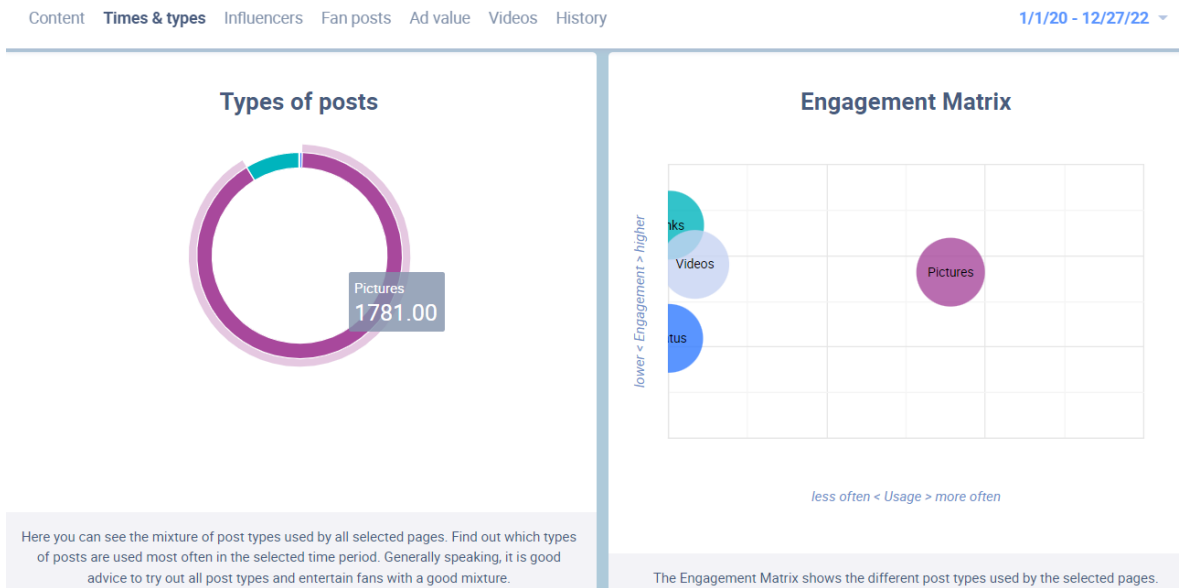 Content Times & types Influencers Fan posts Ad value Videos History
1/1/20 - 12/27/22
Types of posts
Pictures
1781.00
Here you can see the mixture of post types used by all selected pages. Find out which types
of posts are used most often in the selected time period. Generally speaking, it is good
advice to try out all post types and entertain fans with a good mixture.
Engagement Matrix
lower < Engagement > higher
nks
Videos
Pictures
tus
less often < Usage > more often
The Engagement Matrix shows the different post types used by the selected pages.